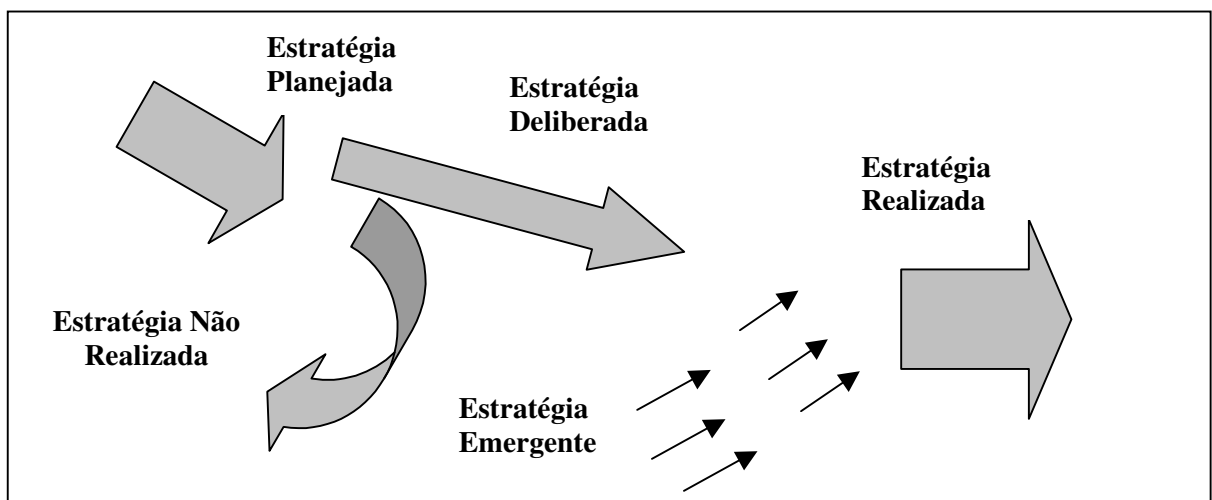 Estratégia
Planejada
Estratégia
Deliberada
Estratégia
Realizada
Estratégia Não
Realizada
Estratégia
Emergente